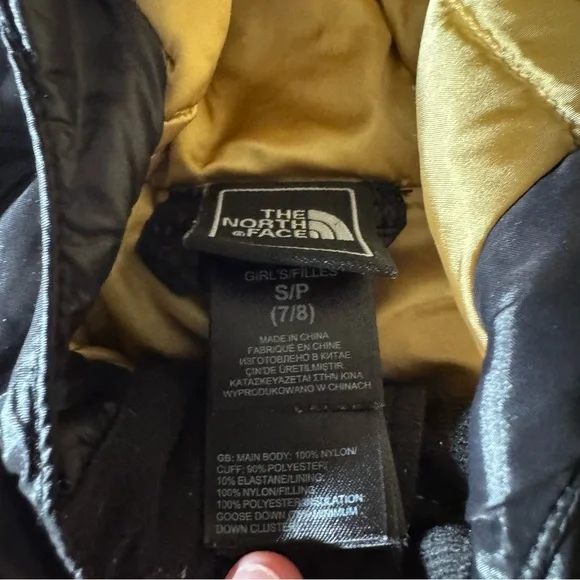 THE
NORTH
FACE
GIRL'S/FILLES
S/P
(7/8)
MADE IN CHINA
FABRIQUÉ EN CHINE
ИЗГОТОВЛЕНО В КИТАЕ
ÇIN'DE ÜRETILMIŞTIR
ΚΑΤΑΣΚΕΥΑΖΕΤΑΙ ΣΤΗΝ ΚΙΝΑ
WYPRODUKOWANO W CHINACH
GB: MAIN BODY: 100% NYLON/
CUFF: 90% POLYESTER/
10% ELASTANE/LINING:
100% NYLON/FILLING:
100% POLYESTER/INSULATION:
GOOSE DOWN / MINIMUM
DOWN CLUSTER